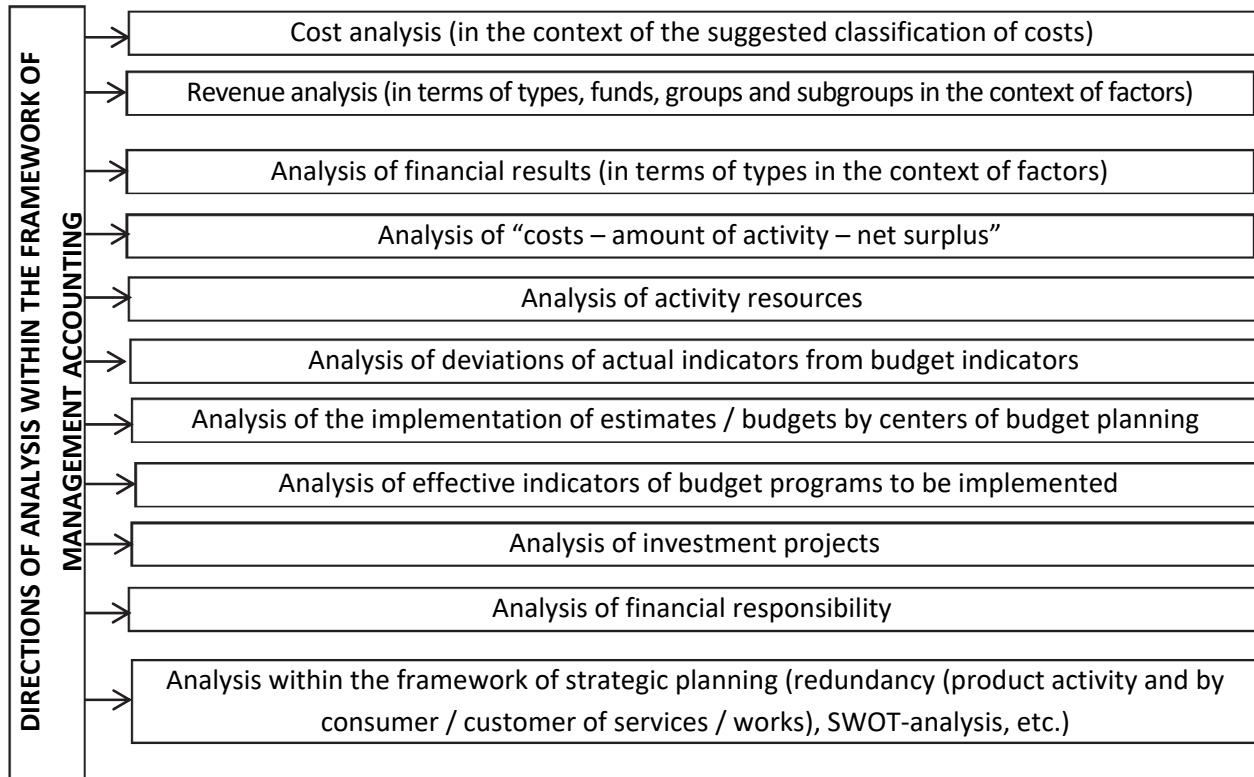 DIRECTIONS OF ANALYSIS WITHIN THE FRAMEWORK OF
MANAGEMENT ACCOUNTING
Cost analysis (in the context of the suggested classification of costs)
Revenue analysis (in terms of types, funds, groups and subgroups in the context of factors)
Analysis of financial results (in terms of types in the context of factors)
Analysis of “costs – amount of activity – net surplus”
Analysis of activity resources
Analysis of deviations of actual indicators from budget indicators
Analysis of the implementation of estimates / budgets by centers of budget planning
Analysis of effective indicators of budget programs to be implemented
Analysis of investment projects
Analysis of financial responsibility
Analysis within the framework of strategic planning (redundancy (product activity and by
consumer / customer of services / works), SWOT-analysis, etc.)